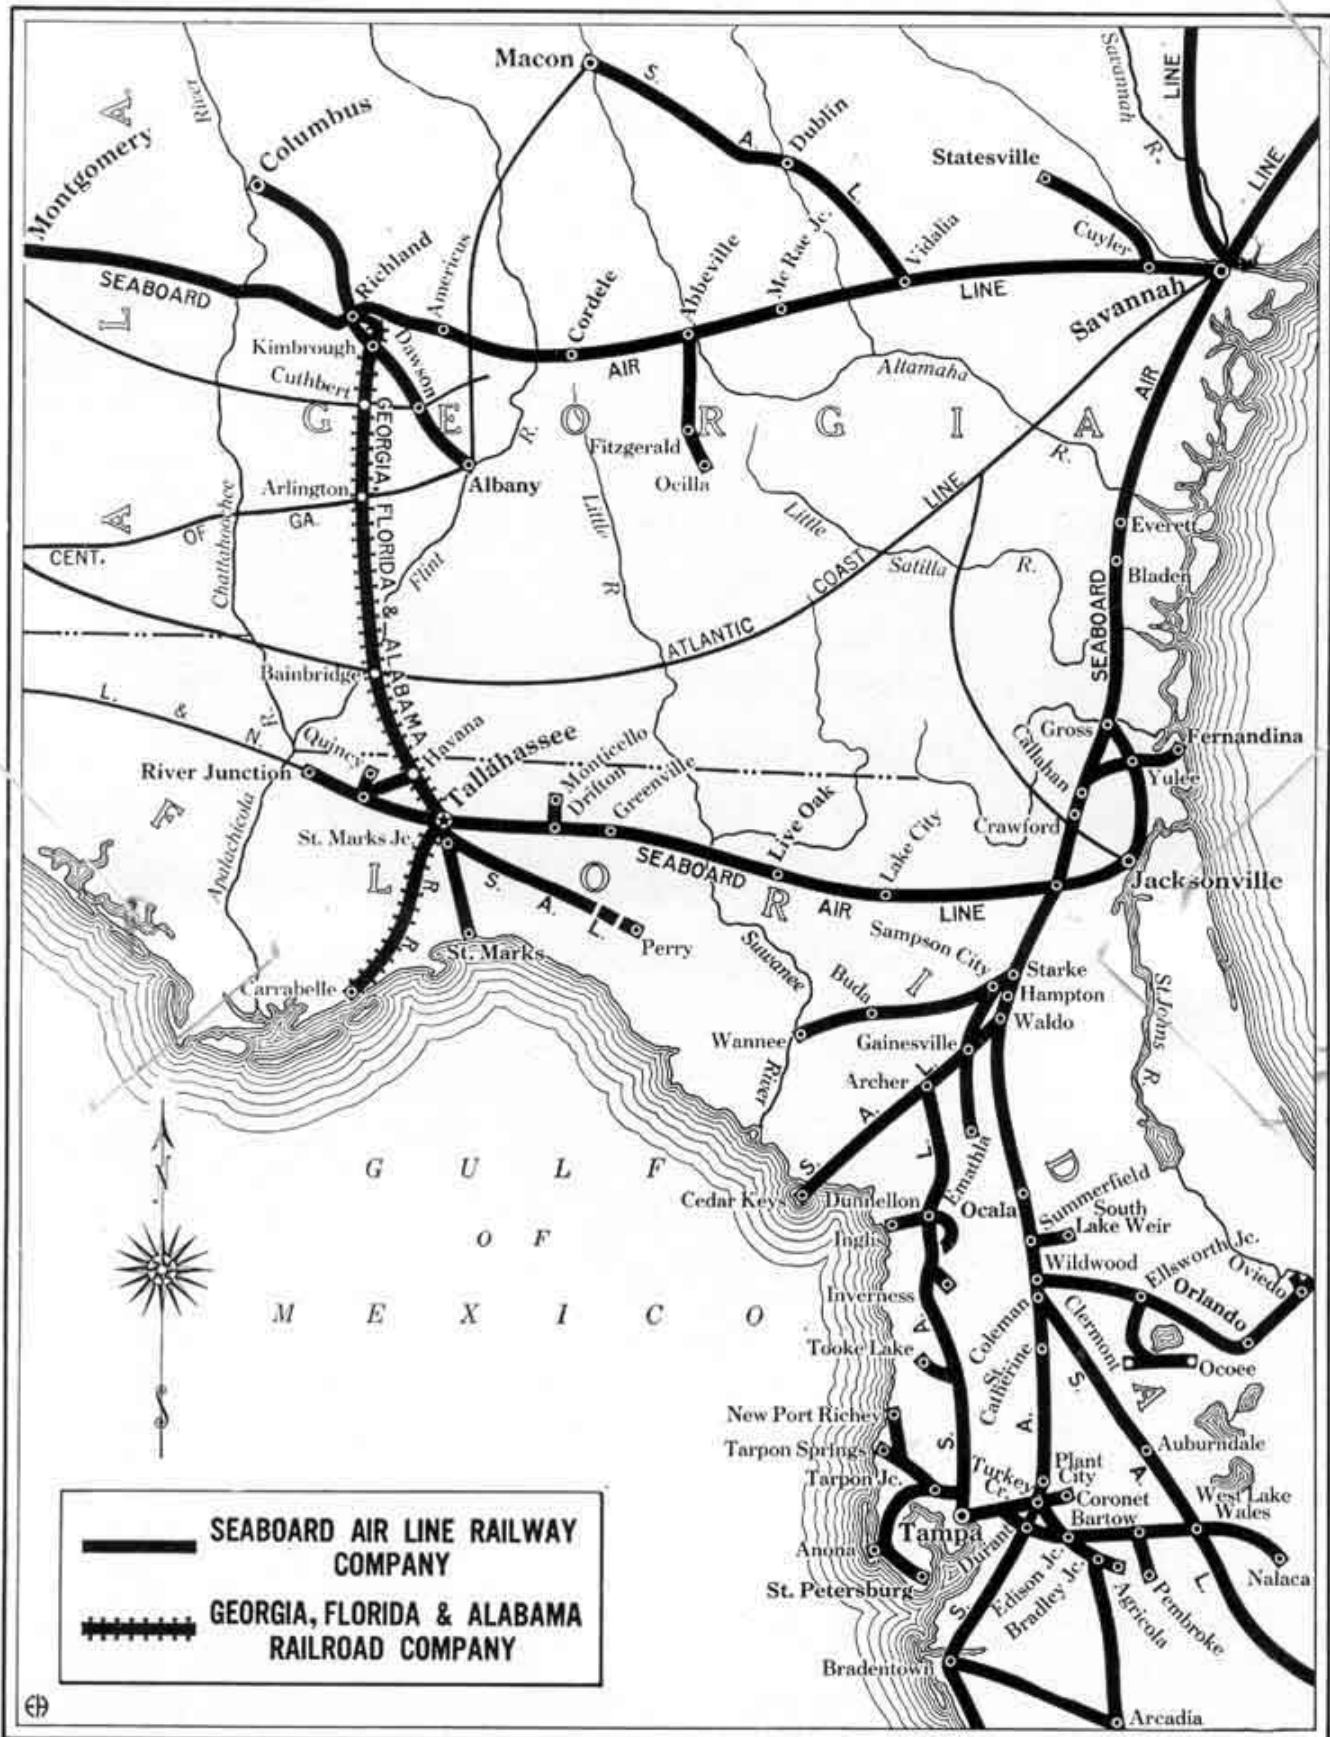 Macon
S.
A.
L.
Dublin
Savannah
R.
LINE
LINE
River
Columbus
Montgomery
A.
L
A
Statesville
Cuyler
Savannah
Vidalia
Mc Rae Jc.
Abbeville
Cordele
Americus
Richland
SEABOARD
AIR
LINE
Kimbrough
Dawson
Cuthbert
GEORGIA, FLORIDA & ALABAMA
G E O R G I A
Altamaha
R.
AIR
Fitzgerald
Ocilla
Arlington
Albany
R.
Flint
Little
R
Little
Satilla
R.
CENT.
OF
GA.
Chattahoochee
ATLANTIC
COAST
LINE
Everett
Bladen
SEABOARD
Bainbridge
L.
&
N.
R.
Quincy
Havana
Tallahassee
River Junction
Monticello
Drifton
Greenville
Gross
Callahan
Fernandina
Yulee
Crawford
Apalachicola
St. Marks Jc.
Live Oak
Lake City
SEABOARD
AIR
LINE
Jacksonville
F L O R I D A
R
R
S.
A.
L.
Perry
St. Marks
Carrabelle
Suwanee
River
Sampson City
Starke
Hampton
Waldo
Buda
Wannee
Gainesville
Archer
St. Johns
R.
L.
A.
S.
L.
Emathla
Cedar Keys
Dunnellon
Inglis
Ocala
Summerfield
South
Lake Weir
Wildwood
Ellsworth Jc.
Oviedo
Orlando
Inverness
Coleman
Clermont
Ocoee
N
G U L F
O F
M E X I C O
S
A.
Tooke Lake
St.
Catherine
S.
A.
S.
A.
L.
New Port Richey
Tarpon Springs
Tarpon Jc.
Auburndale
Turkey
Cr.
Plant
City
Coronet
Bartow
West Lake
Wales
Tampa
Anona
St. Petersburg
Durant
Edison Jc.
Bradley Jc.
Agricola
Pembroke
Nalaca
S.
Bradentown
Arcadia
SEABOARD AIR LINE RAILWAY
COMPANY
GEORGIA, FLORIDA & ALABAMA
RAILROAD COMPANY